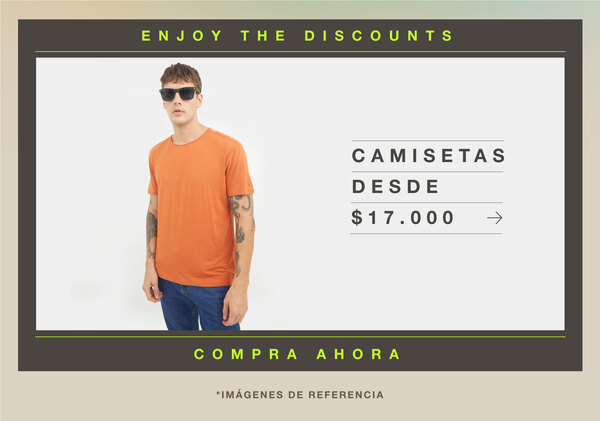 ENJOY THE DISCOUNTS
CAMISETAS
DESDE
$17.000
COMPRA AHORA
*IMÁGENES DE REFERENCIA